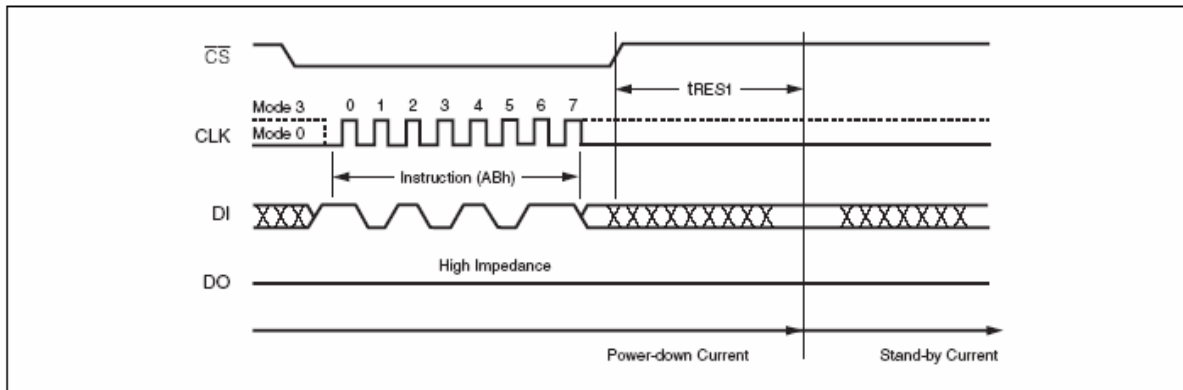 CS
tRES1
Mode 3
0 1 2 3 4 5 6 7
CLK
Mode 0
Instruction (ABh)
DI
High Impedance
DO
Power-down Current
Stand-by Current